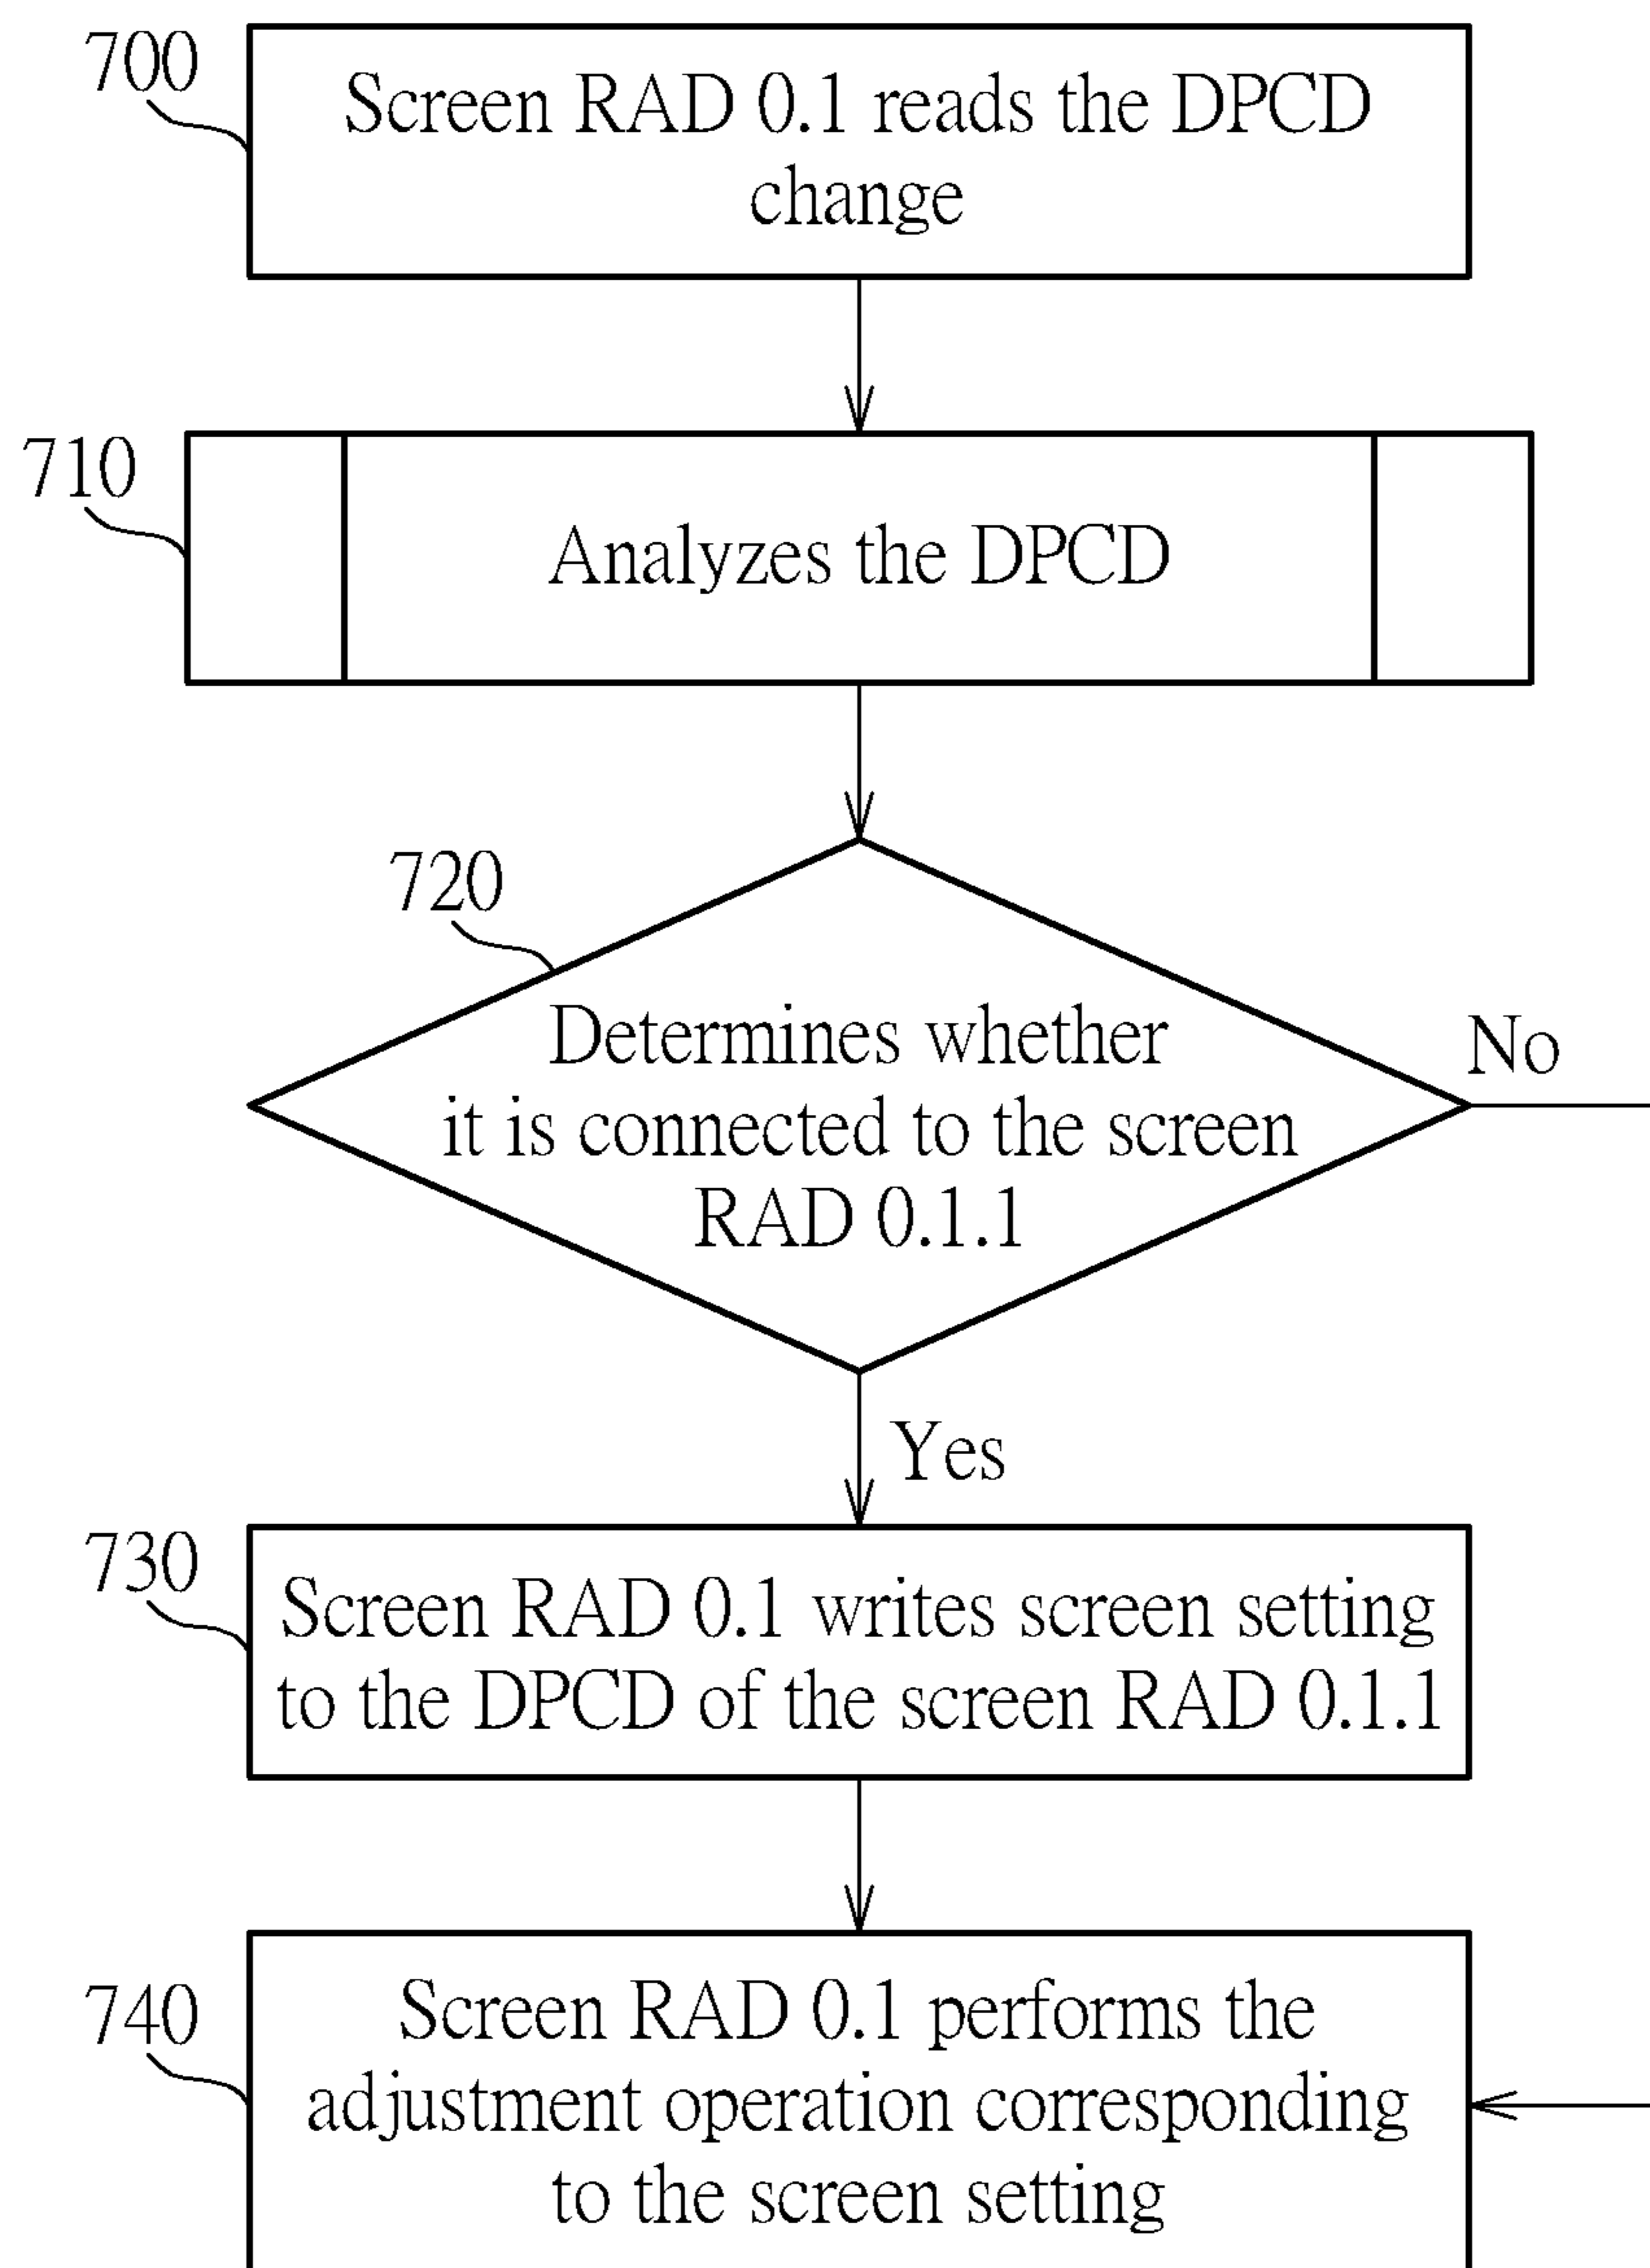 700
Screen RAD 0.1 reads the DPCD
change
710
Analyzes the DPCD
720
Determines whether
it is connected to the screen
RAD 0.1.1
No
Yes
730
Screen RAD 0.1 writes screen setting
to the DPCD of the screen RAD 0.1.1
740
Screen RAD 0.1 performs the
adjustment operation corresponding
to the screen setting